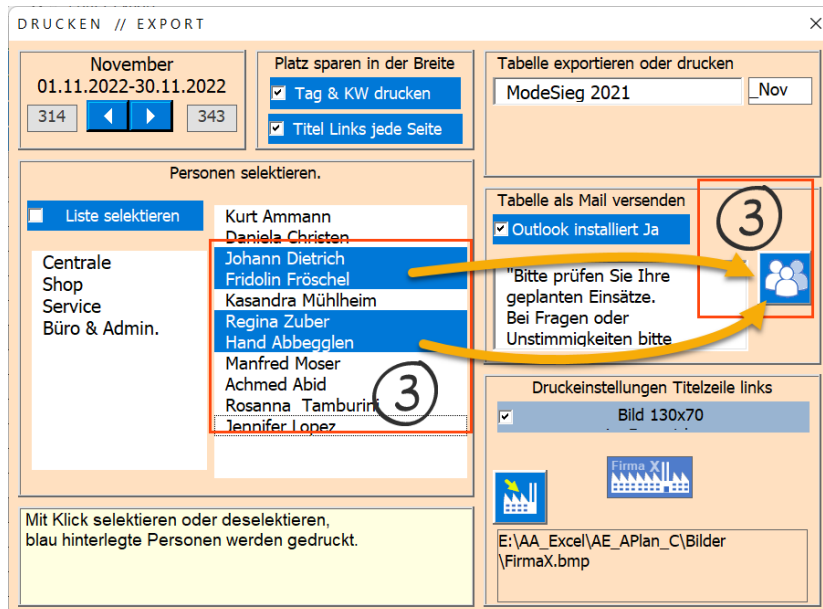 DRUCKEN // EXPORT
November
01.11.2022-30.11.2022
314
343
Platz sparen in der Breite
Tag & KW drucken
Titel Links jede Seite
Tabelle exportieren oder drucken
ModeSieg 2021
_Nov
Personen selektieren.
Liste selektieren
Centrale
Shop
Service
Büro & Admin.
Kurt Ammann
Daniela Christen
Johann Dietrich
Fridolin Fröschel
Kasandra Mühlheim
Regina Zuber
Hand Abbegglen
Manfred Moser
Achmed Abid
Rosanna Tamburini
Jennifer Lopez
3
Tabelle als Mail versenden
3
Outlook installiert Ja
"Bitte prüfen Sie Ihre
geplanten Einsätze.
Bei Fragen oder
Unstimmigkeiten bitte
Druckeinstellungen Titelzeile links
Bild 130x70
Firma X
E:\AA_Excel\AE_APlan_C\Bilder
\FirmaX.bmp
Mit Klick selektieren oder deselektieren,
blau hinterlegte Personen werden gedruckt.